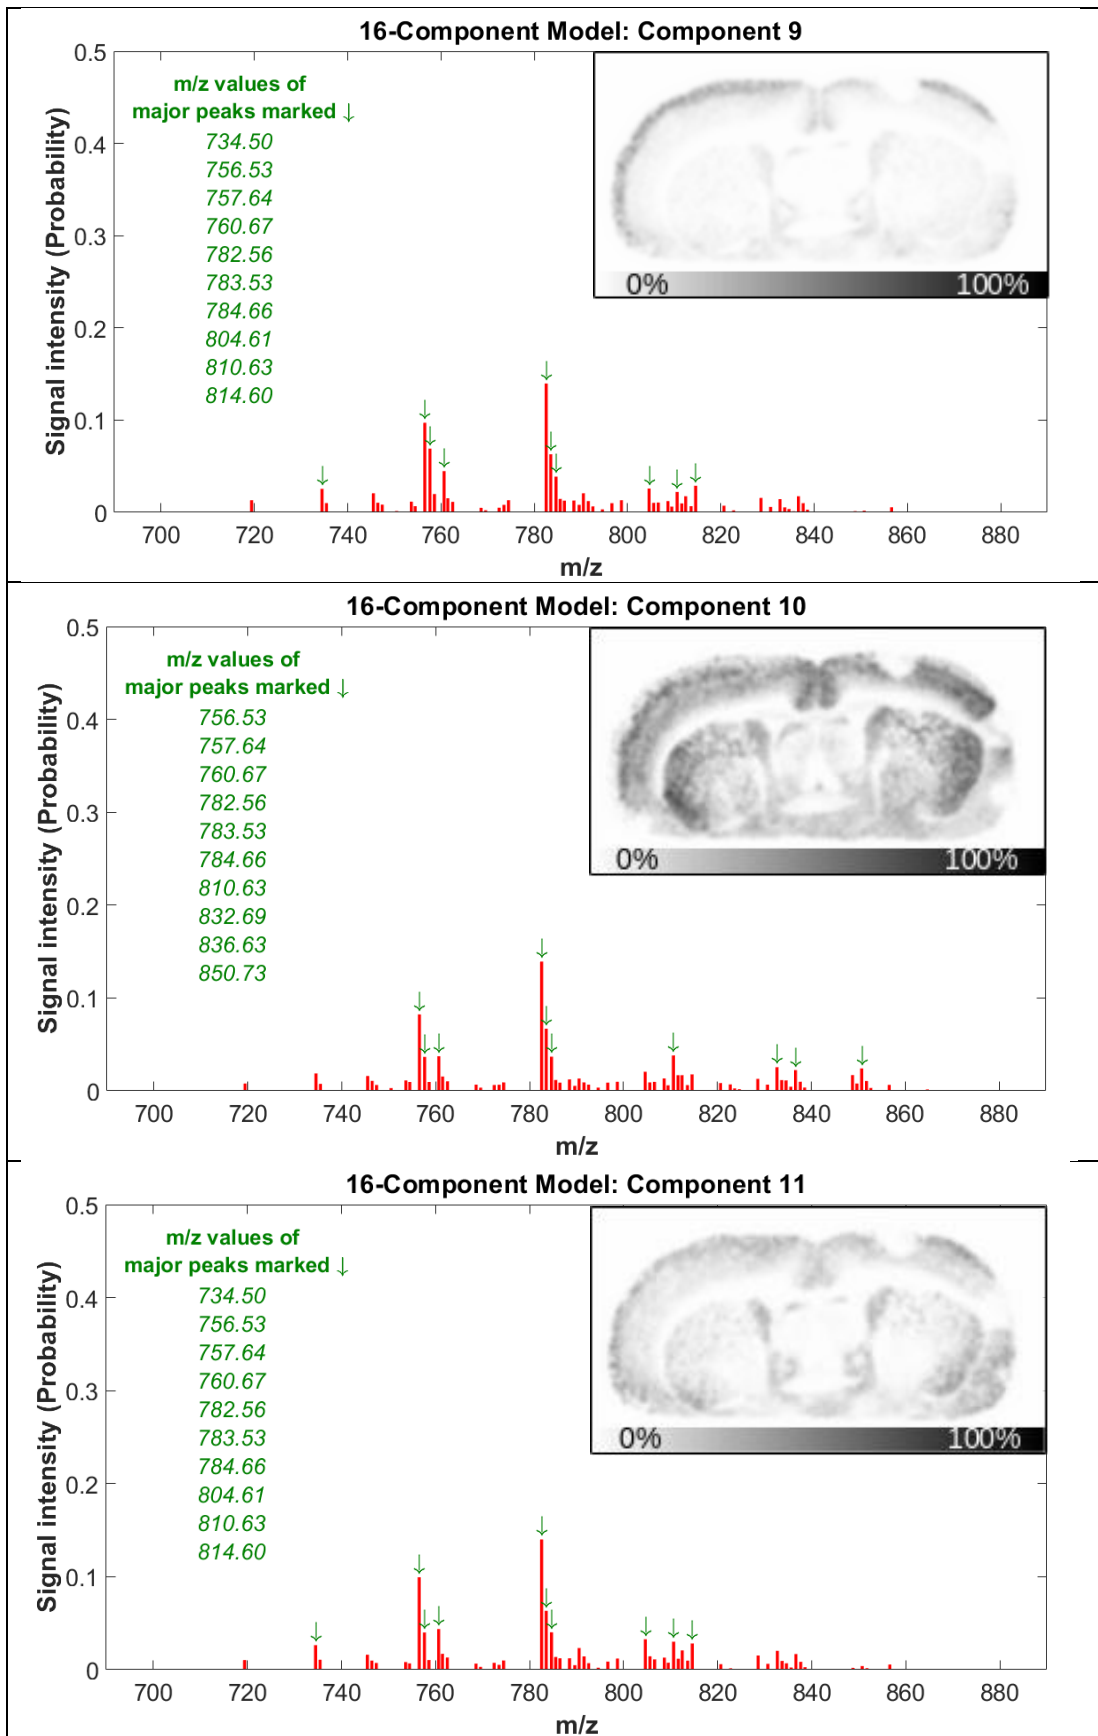 16-Component Model: Component 9
0.5
0.4
0.3
0.2
0.1
0
Signal intensity (Probability)
m/z values of
major peaks marked ↓
734.50
756.53
757.64
760.67
782.56
783.53
784.66
804.61
810.63
814.60
0% 100%
700 720 740 760 780 800 820 840 860 880
m/z
16-Component Model: Component 10
0.5
0.4
0.3
0.2
0.1
0
Signal intensity (Probability)
m/z values of
major peaks marked ↓
756.53
757.64
760.67
782.56
783.53
784.66
810.63
832.69
836.63
850.73
0% 100%
700 720 740 760 780 800 820 840 860 880
m/z
16-Component Model: Component 11
0.5
0.4
0.3
0.2
0.1
0
Signal intensity (Probability)
m/z values of
major peaks marked ↓
734.50
756.53
757.64
760.67
782.56
783.53
784.66
804.61
810.63
814.60
0% 100%
700 720 740 760 780 800 820 840 860 880
m/z